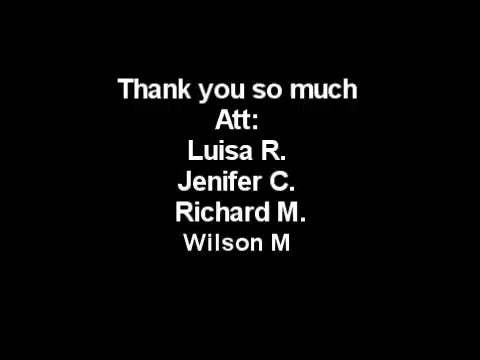 Thank you so much
Att:
Luisa R.
Jenifer C.
Richard M.
Wilson M